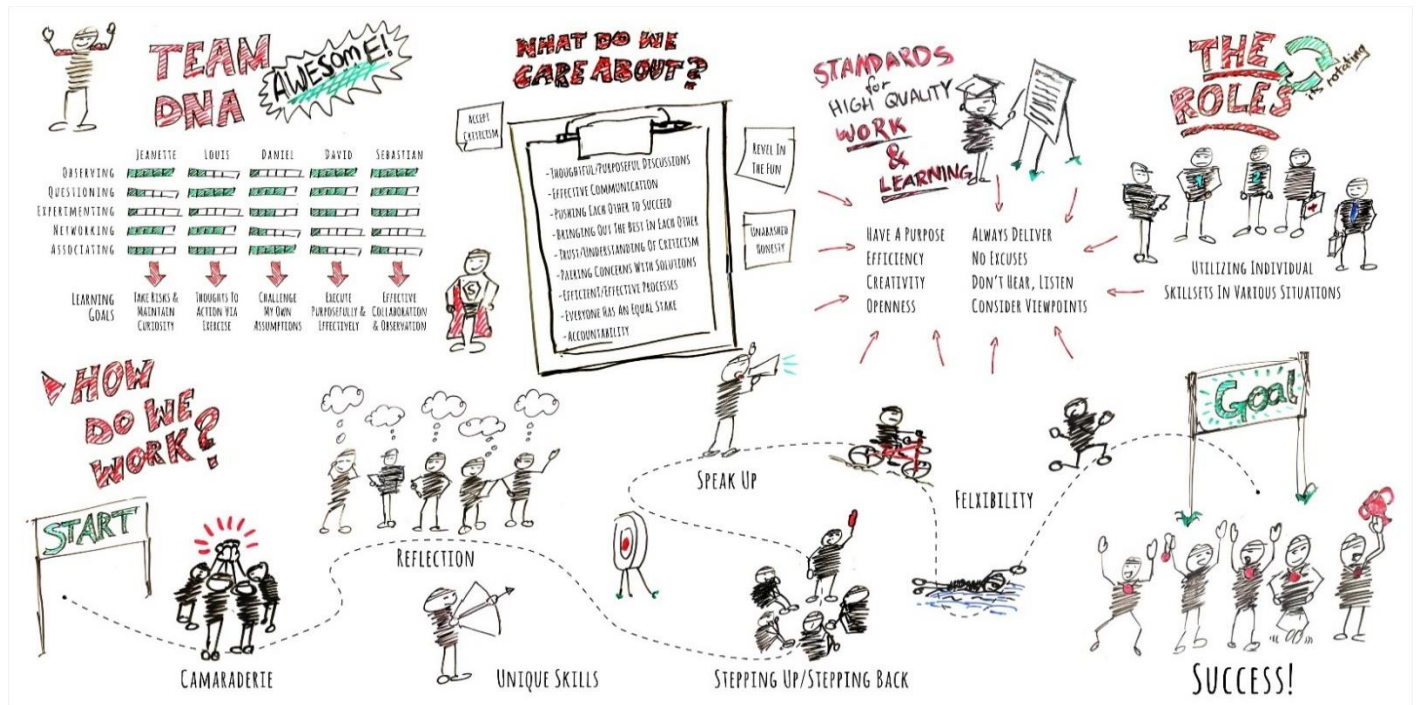 TEAM
DNA
AWESOME!
JEANETTE LOUIS DANIEL DAVID SEBASTIAN
OBSERVING
QUESTIONING
EXPERIMENTING
NETWORKING
ASSOCIATING
LEARNING
GOALS
TAKE RISKS &
MAINTAIN
CURIOSITY
THOUGHTS TO
ACTION VIA
EXERCISE
CHALLENGE
MY OWN
ASSUMPTIONS
EXECUTE
PURPOSEFULLY &
EFFECTIVELY
EFFECTIVE
COLLABORATION
& OBSERVATION
WHAT DO WE
CARE ABOUT?
ACCEPT
CRITICISM
-THOUGHTFUL/PURPOSEFUL DISCUSSIONS
-EFFECTIVE COMMUNICATION
-PUSHING EACH OTHER TO SUCCEED
-BRINGING OUT THE BEST IN EACH OTHER
-TRUST/UNDERSTANDING OF CRITICISM
-PAIRING CONCERNS WITH SOLUTIONS
-EFFICIENT/EFFECTIVE PROCESSES
-EVERYONE HAS AN EQUAL STAKE
-ACCOUNTABILITY
REVEL IN
THE FUN
UNABASHED
HONESTY
S
STANDARDS
for
HIGH QUALITY
WORK
&
LEARNING
HAVE A PURPOSE
EFFICIENCY
CREATIVITY
OPENNESS
ALWAYS DELIVER
NO EXCUSES
DON'T HEAR, LISTEN
CONSIDER VIEWPOINTS
THE
ROLES
is rotating
1 2
UTILIZING INDIVIDUAL
SKILLSETS IN VARIOUS SITUATIONS
HOW
DO WE
WORK?
START
CAMARADERIE
REFLECTION
UNIQUE SKILLS
SPEAK UP
STEPPING UP/STEPPING BACK
FELXIBILITY
Goal
SUCCESS!